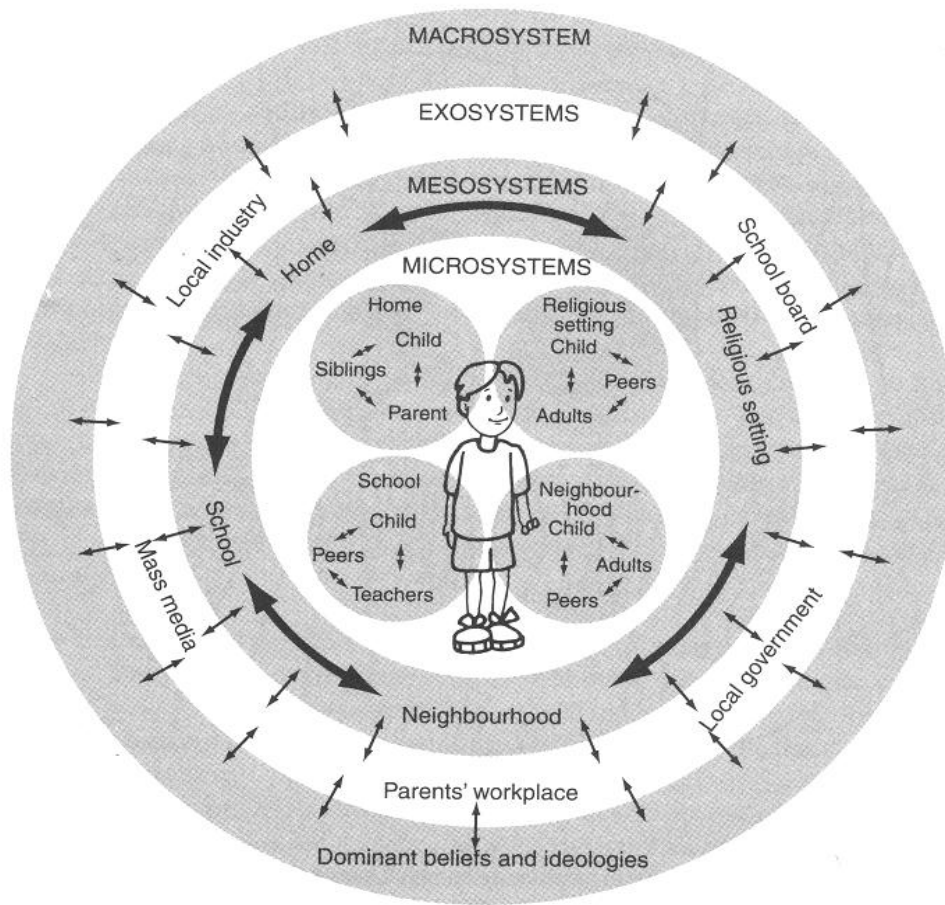 MACROSYSTEM
EXOSYSTEMS
MESOSYSTEMS
MICROSYSTEMS
Local industry
Home
School board
Religious setting
Home
Child
Siblings
Parent
Religious
setting
Child
Peers
Adults
School
Child
Peers
Teachers
Neighbour-
hood
Child
Adults
Peers
School
Mass media
Local government
Neighbourhood
Parents' workplace
Dominant beliefs and ideologies